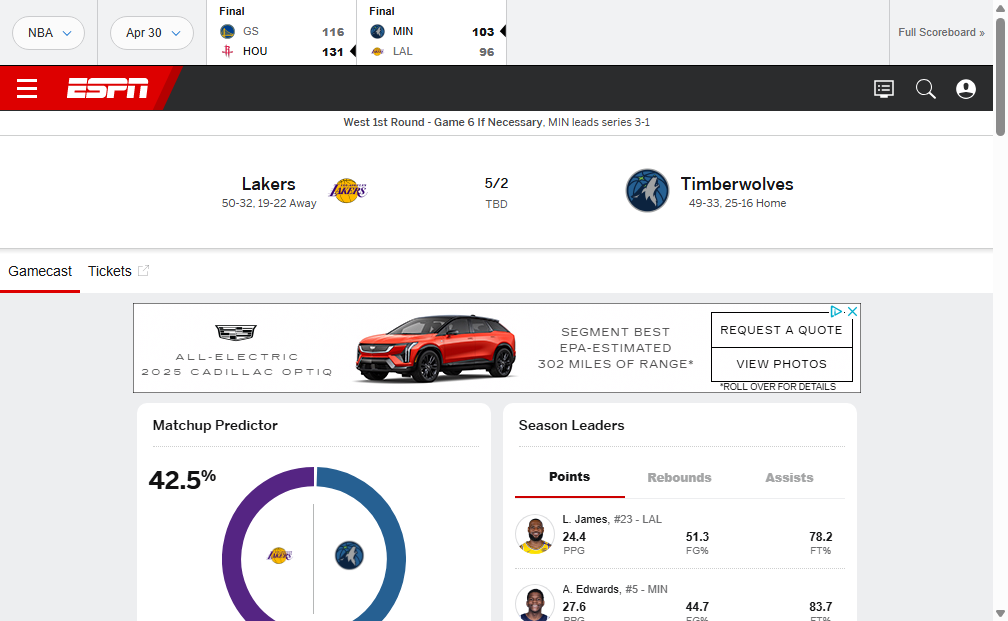 NBA
Apr 30
Final
GS 116
HOU 131
Final
MIN 103
LAL 96
Full Scoreboard »
ESPN
West 1st Round - Game 6 If Necessary, MIN leads series 3-1
Lakers
50-32, 19-22 Away
LAKERS
5/2
TBD
Timberwolves
49-33, 25-16 Home
Gamecast
Tickets
ALL-ELECTRIC
2025 CADILLAC OPTIQ
SEGMENT BEST
EPA-ESTIMATED
302 MILES OF RANGE*
REQUEST A QUOTE
VIEW PHOTOS
*ROLL OVER FOR DETAILS
Matchup Predictor
42.5%
LAKERS
Season Leaders
Points Rebounds Assists
L. James, #23 - LAL
24.4 51.3 78.2
PPG FG% FT%
A. Edwards, #5 - MIN
27.6 44.7 83.7
PPG FG% FT%